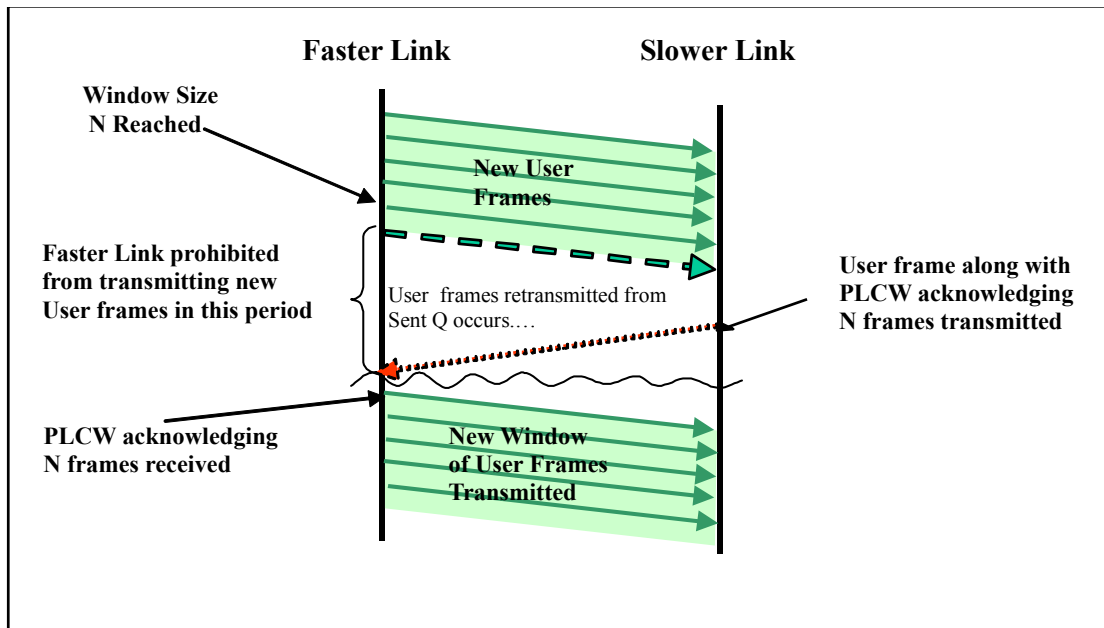 Faster Link
Slower Link
Window Size
N Reached
New User
Frames
Faster Link prohibited
from transmitting new
User frames in this period
User frames retransmitted from
Sent Q occurs.…
User frame along with
PLCW acknowledging
N frames transmitted
PLCW acknowledging
N frames received
New Window
of User Frames
Transmitted